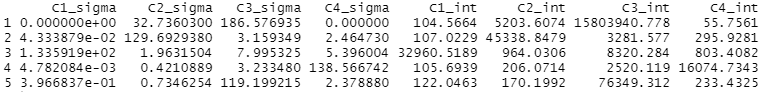 C1_sigma C2_sigma C3_sigma C4_sigma C1_int C2_int C3_int C4_int
1 0.000000e+00 32.7360300 186.576935 0.000000 104.5664 5203.6074 15803940.778 55.7561
2 4.333879e-02 129.6929380 3.159349 2.464730 107.0229 45338.8479 3281.577 295.9281
3 1.335919e+02 1.9631504 7.995325 5.396004 32960.5189 964.0306 8320.284 803.4082
4 4.782084e-03 0.4210889 3.233480 138.566742 105.6939 206.0714 2520.119 16074.7343
5 3.966837e-01 0.7346254 119.199215 2.378880 122.0463 170.1992 76349.312 233.4325